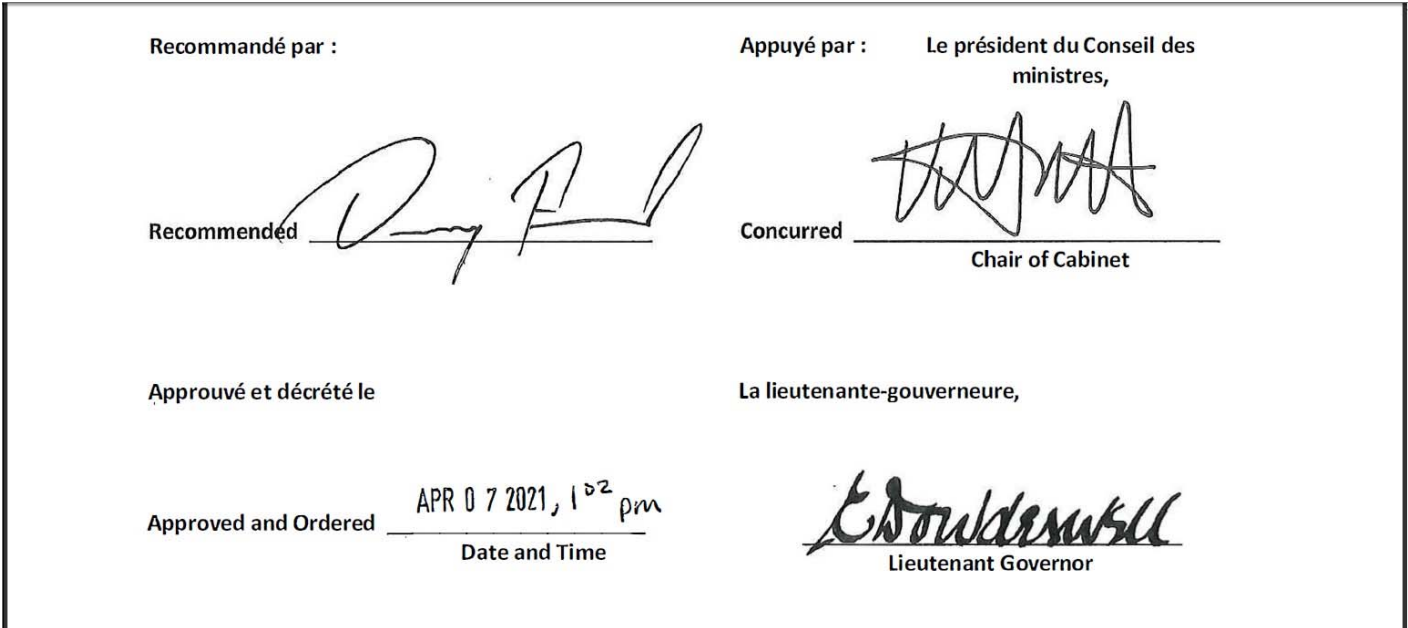 Recommandé par :
Appuyé par : Le président du Conseil des
ministres,
Recommended
Concurred
Chair of Cabinet
Approuvé et décrété le
La lieutenante-gouverneure,
APR 0 7 2021, 1 02 pm
Approved and Ordered
Date and Time
EDowdeswell
Lieutenant Governor